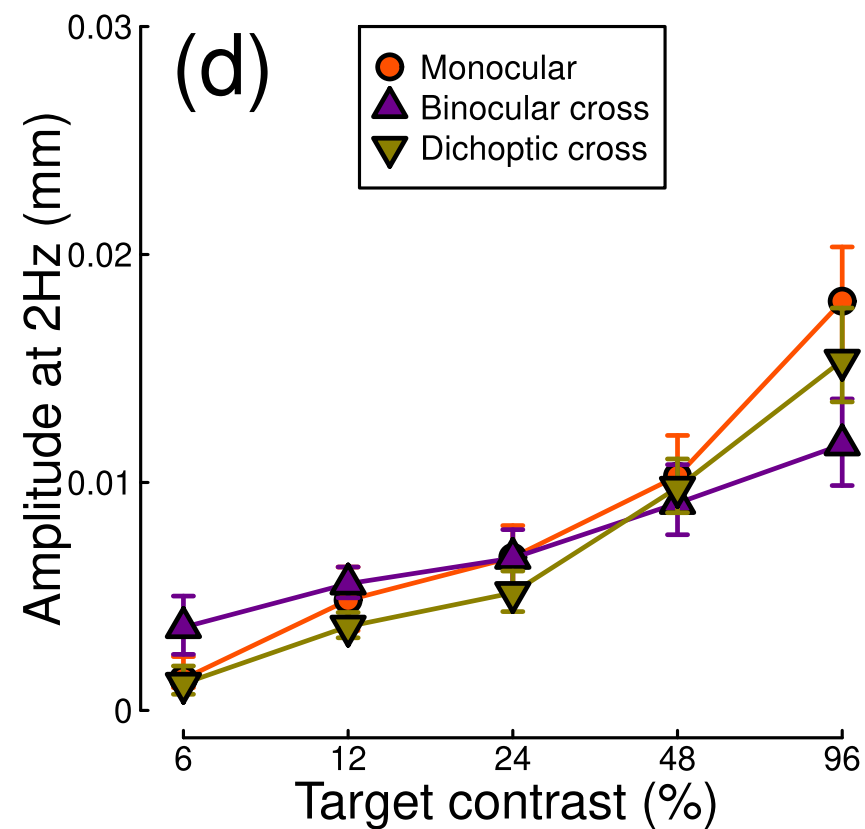 (d)
Monocular
Binocular cross
Dichoptic cross
Amplitude at 2Hz (mm)
0.03
0.02
0.01
0
6 12 24 48 96
Target contrast (%)